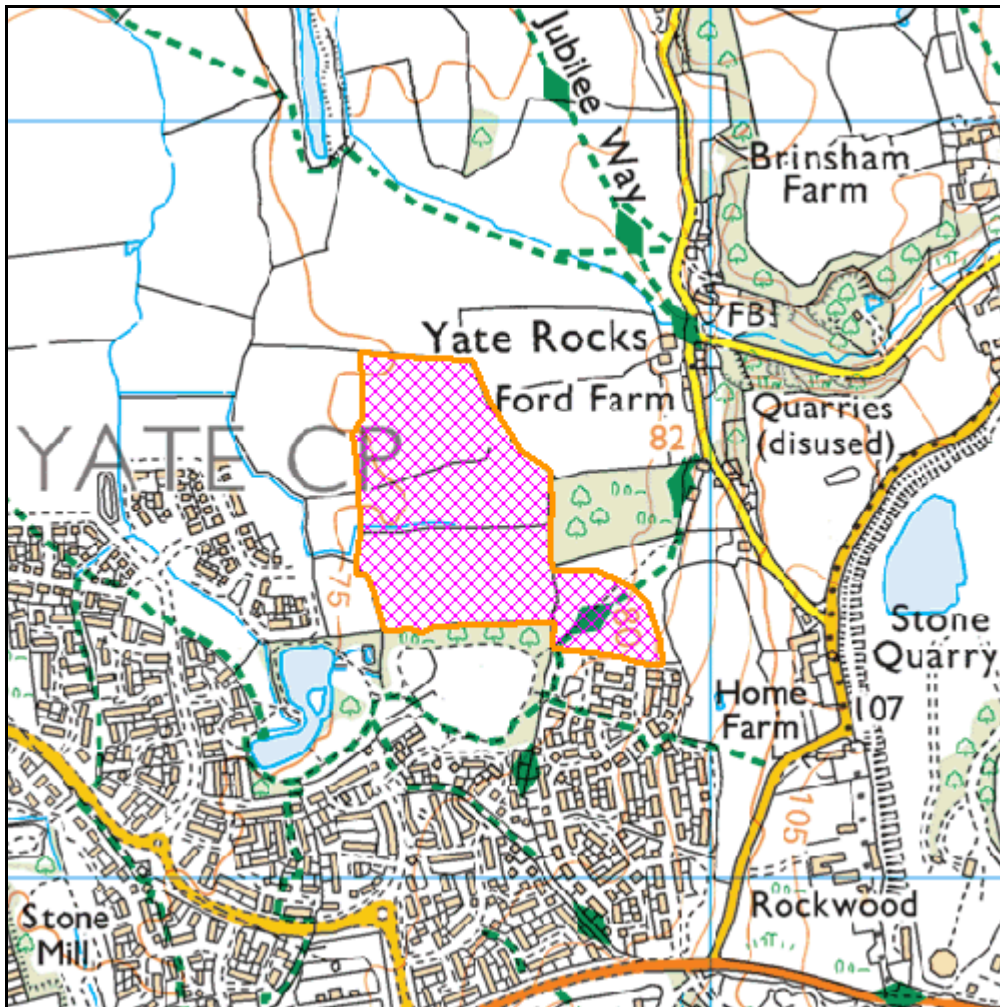 Jubilee Way
Brinsham
Farm
FB
Yate Rocks
Ford Farm
82
Quarries
(disused)
YATE CP
75
80
Stone
Quarry
Home
Farm
107
105
Stone
Mill
Rockwood